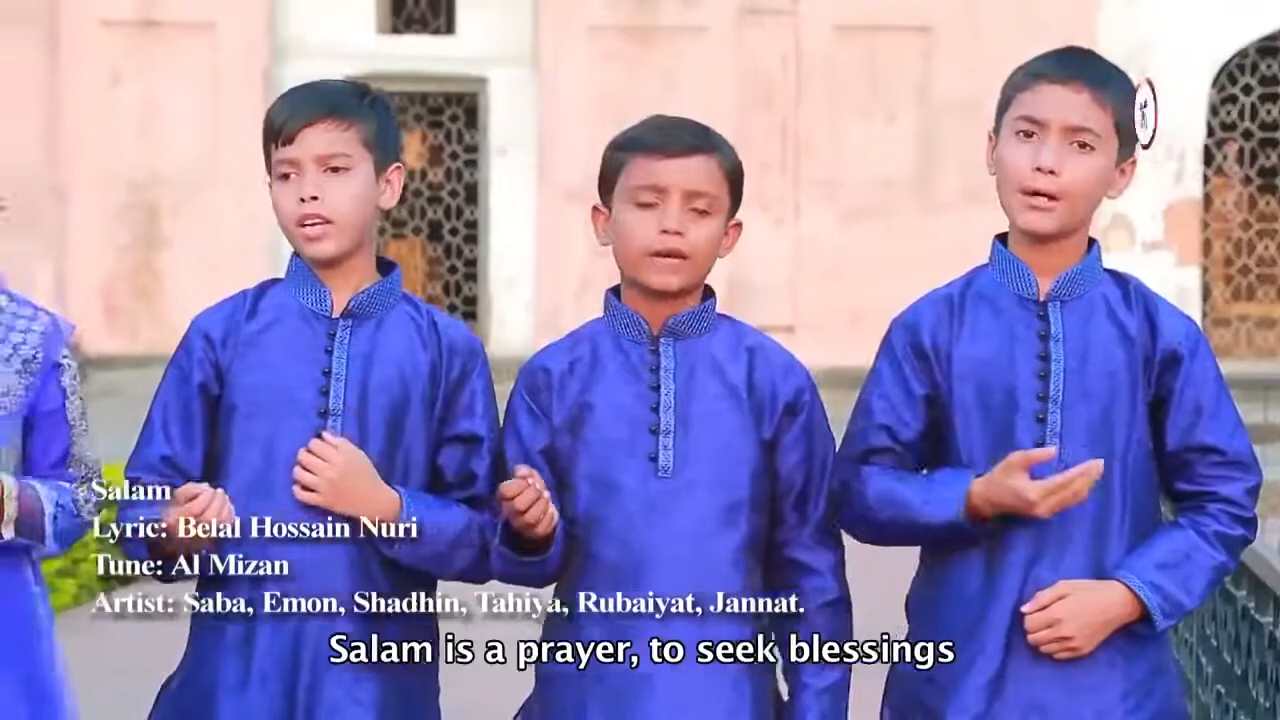 Salam
Lyric: Belal Hossain Nuri
Tune: Al Mizan
Artist: Saba, Emon, Shadhin, Tahiya, Rubaiyat, Jannat.
Salam is a prayer, to seek blessings